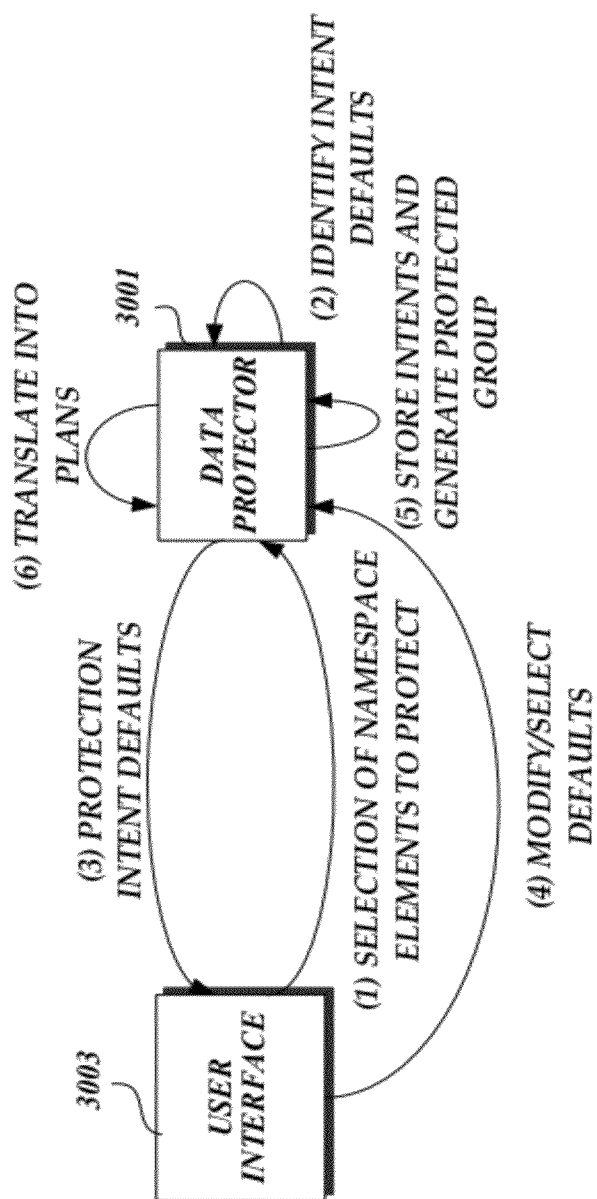 3003
USER
INTERFACE
(3) PROTECTION
INTENT DEFAULTS
(1) SELECTION OF NAMESPACE
ELEMENTS TO PROTECT
(4) MODIFY/SELECT
DEFAULTS
(6) TRANSLATE INTO
PLANS
3001
DATA
PROTECTOR
(2) IDENTIFY INTENT
DEFAULTS
(5) STORE INTENTS AND
GENERATE PROTECTED
GROUP